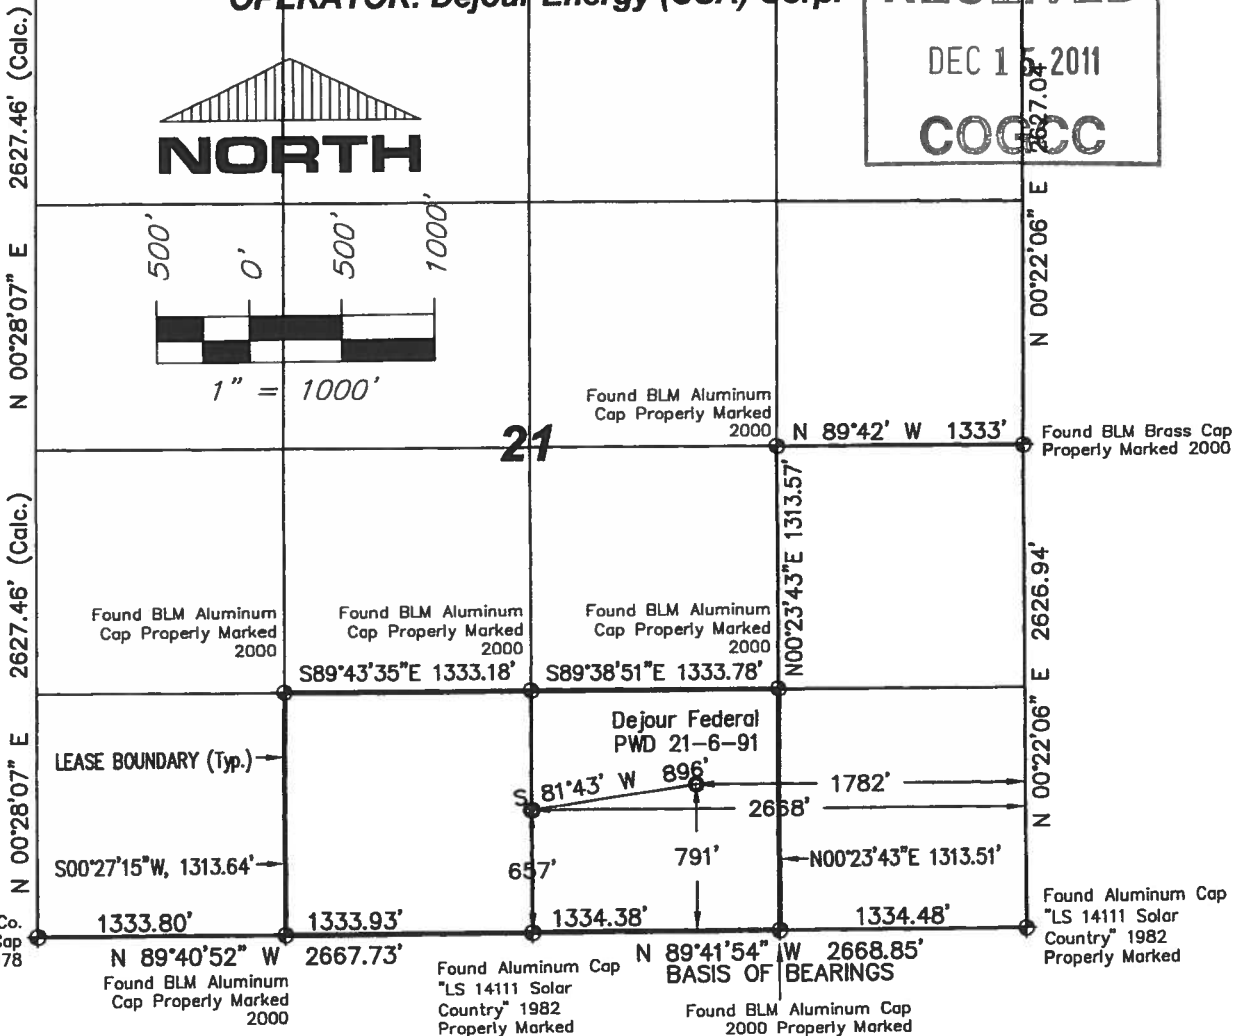 OPERATOR: Dejour Energy (USA) Corp.
RECEIVED
DEC 15 2011
COGCC
2627.46' (Calc.)
N 00°28'07" E
2627.04'
N 00°22'06" E
NORTH
500' 0' 500' 1000'
1" = 1000'
21
Found BLM Aluminum
Cap Properly Marked
2000
N 89°42' W 1333'
Found BLM Brass Cap
Properly Marked 2000
N00°23'43"E 1313.57'
2627.46' (Calc.)
N 00°28'07" E
2626.94'
N 00°22'06" E
Found BLM Aluminum
Cap Properly Marked
2000
Found BLM Aluminum
Cap Properly Marked
2000
Found BLM Aluminum
Cap Properly Marked
2000
S89°43'35"E 1333.18'
S89°38'51"E 1333.78'
Dejour Federal
PWD 21-6-91
LEASE BOUNDARY (Typ.)
S 81°43' W 896'
1782'
2668'
657'
791'
S00°27'15"W, 1313.64'
N00°23'43"E 1313.51'
Co.
Cap
78
1333.80'
1333.93'
1334.38'
1334.48'
N 89°40'52" W 2667.73'
N 89°41'54" W 2668.85'
BASIS OF BEARINGS
Found Aluminum Cap
"LS 14111 Solar
Country" 1982
Properly Marked
Found BLM Aluminum
Cap Properly Marked
2000
Found Aluminum Cap
"LS 14111 Solar
Country" 1982
Properly Marked
Found BLM Aluminum Cap
2000 Properly Marked